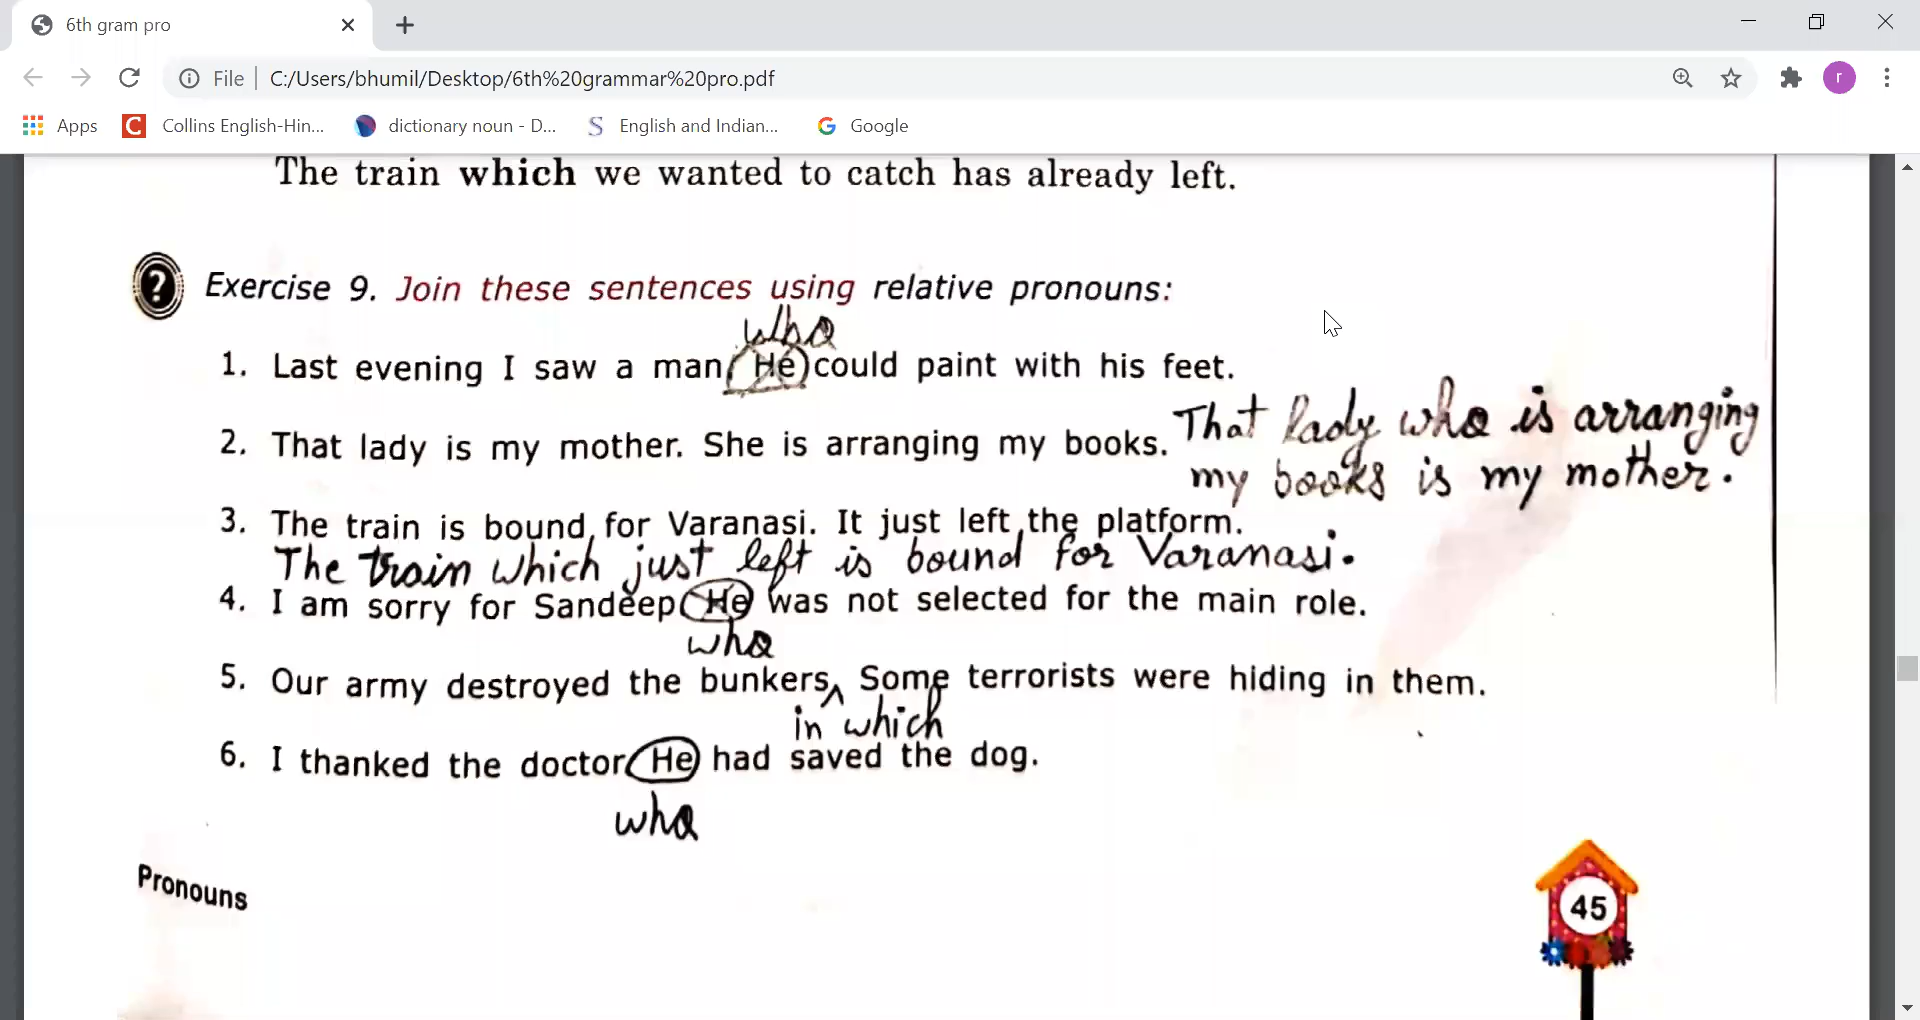 6th gram pro
File C:/Users/bhumil/Desktop/6th%20grammar%20pro.pdf
r
Apps Collins English-Hin... dictionary noun - D... English and Indian... Google
The train which we wanted to catch has already left.
? Exercise 9. Join these sentences using relative pronouns:
who
1. Last evening I saw a man. He could paint with his feet.
2. That lady is my mother. She is arranging my books. That lady who is arranging
my books is my mother.
3. The train is bound for Varanasi. It just left the platform.
The train which just left is bound for Varanasi.
4. I am sorry for Sandeep He was not selected for the main role.
who
5. Our army destroyed the bunkers. Some terrorists were hiding in them.
in which
6. I thanked the doctor He had saved the dog.
who
Pronouns
45